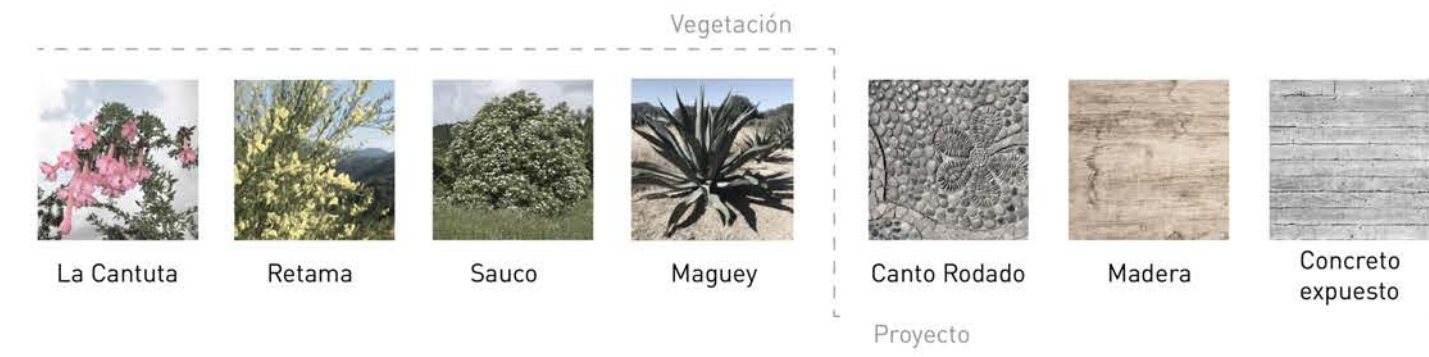 Vegetación
La Cantuta
Retama
Sauco
Maguey
Canto Rodado
Madera
Concreto
expuesto
Proyecto